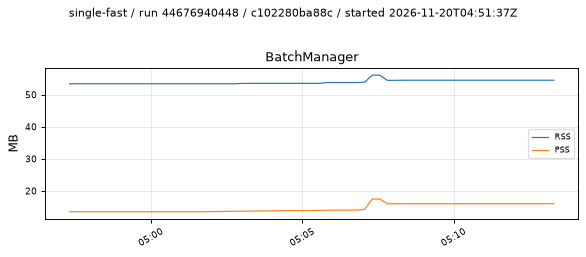 single-fast / run 44676940448 / c102280ba88c / started 2026-11-20T04:51:37Z
BatchManager
MB
50
40
30
20
RSS
PSS
05:00
05:05
05:10